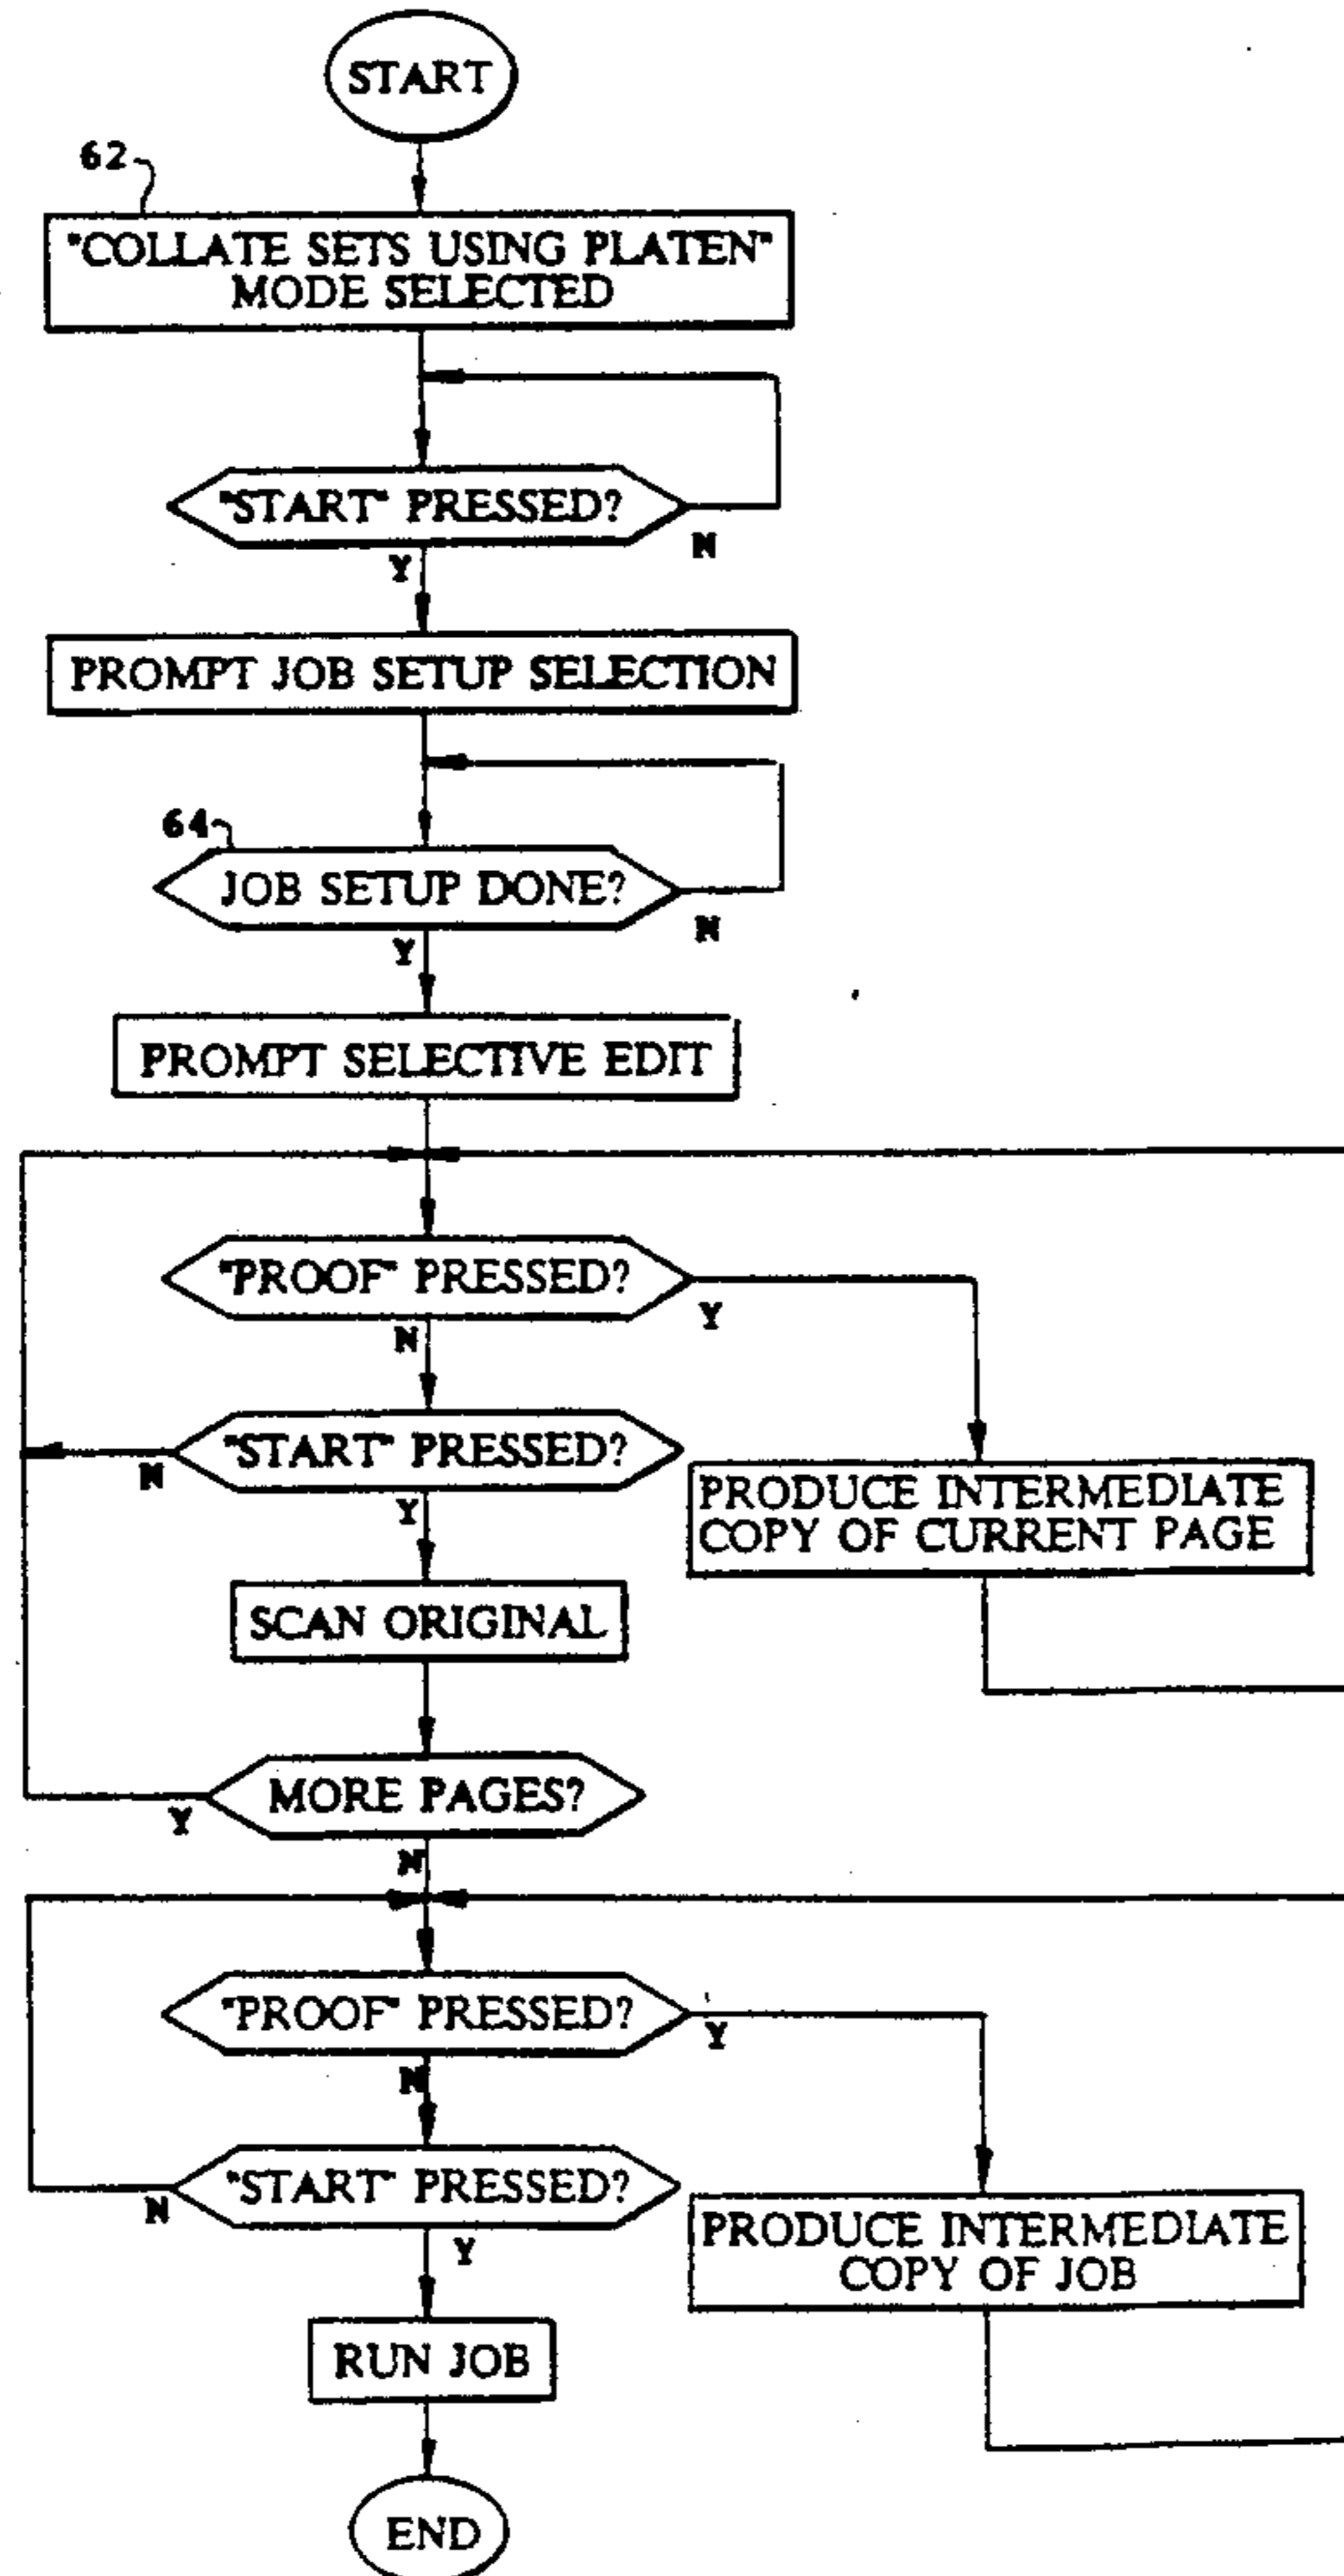 START
62
"COLLATE SETS USING PLATEN"
MODE SELECTED
"START" PRESSED?
N
Y
PROMPT JOB SETUP SELECTION
64
JOB SETUP DONE?
N
Y
PROMPT SELECTIVE EDIT
"PROOF" PRESSED?
Y
N
"START" PRESSED?
N
Y
PRODUCE INTERMEDIATE
COPY OF CURRENT PAGE
SCAN ORIGINAL
MORE PAGES?
Y
N
"PROOF" PRESSED?
Y
N
"START" PRESSED?
N
Y
PRODUCE INTERMEDIATE
COPY OF JOB
RUN JOB
END